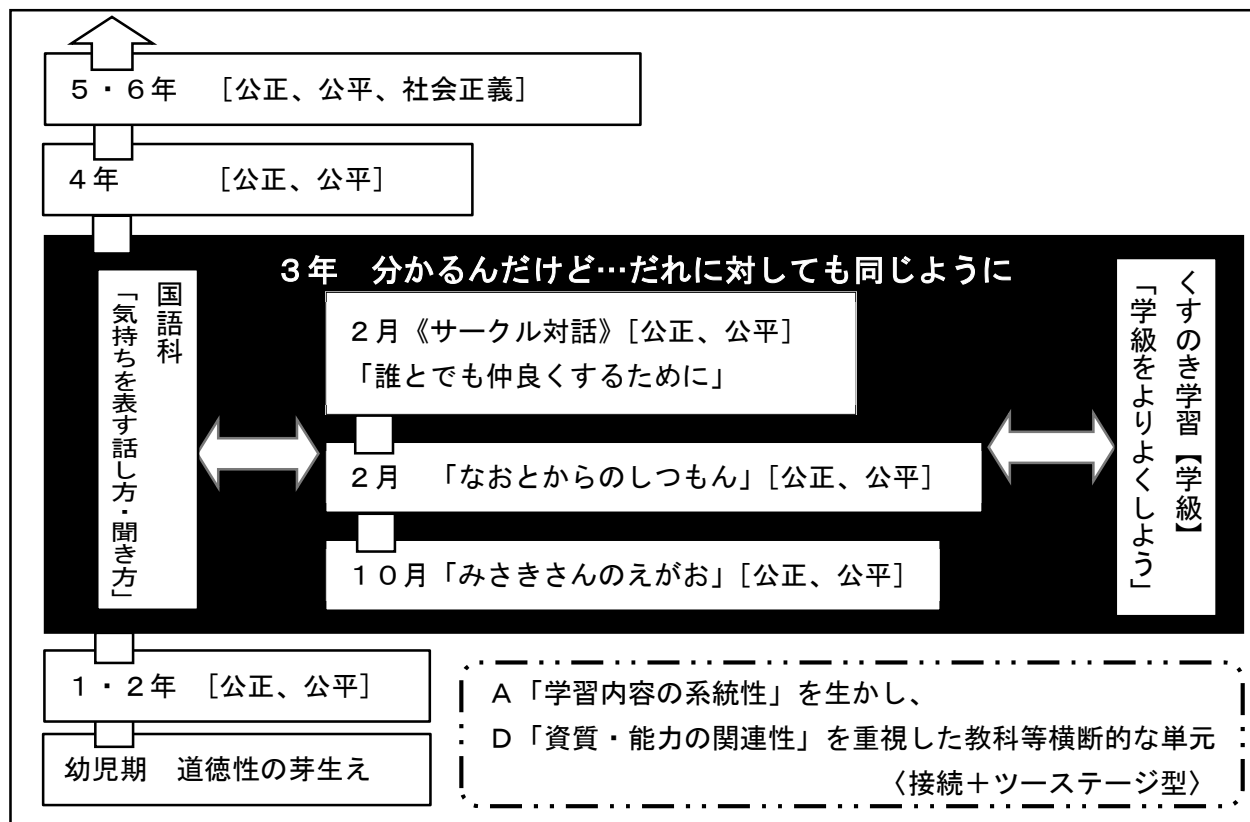 5・6年 [公正、公平、社会正義]
4年 [公正、公平]
3年 分かるんだけど…だれに対しても同じように
国語科
「気持ちを表す話し方・聞き方」
2月《サークル対話》[公正、公平]
「誰とでも仲良くするために」
2月 「なおとからのしつもん」[公正、公平]
10月「みさきさんのえがお」[公正、公平]
くすのき学習【学級】
「学級をよりよくしよう」
1・2年 [公正、公平]
幼児期 道徳性の芽生え
A「学習内容の系統性」を生かし、
D「資質・能力の関連性」を重視した教科等横断的な単元
〈接続＋ツーステージ型〉